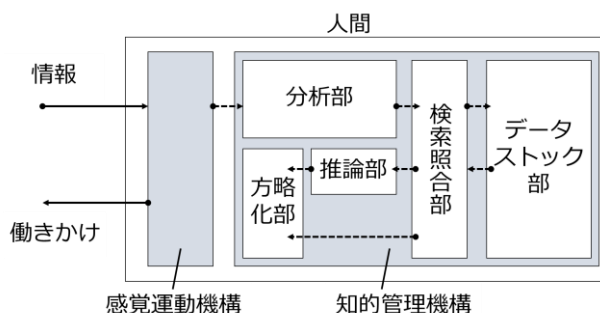 人間
情報
働きかけ
分析部
検索照合部
データ
ストック
部
方略
化部
推論部
感覚運動機構
知的管理機構